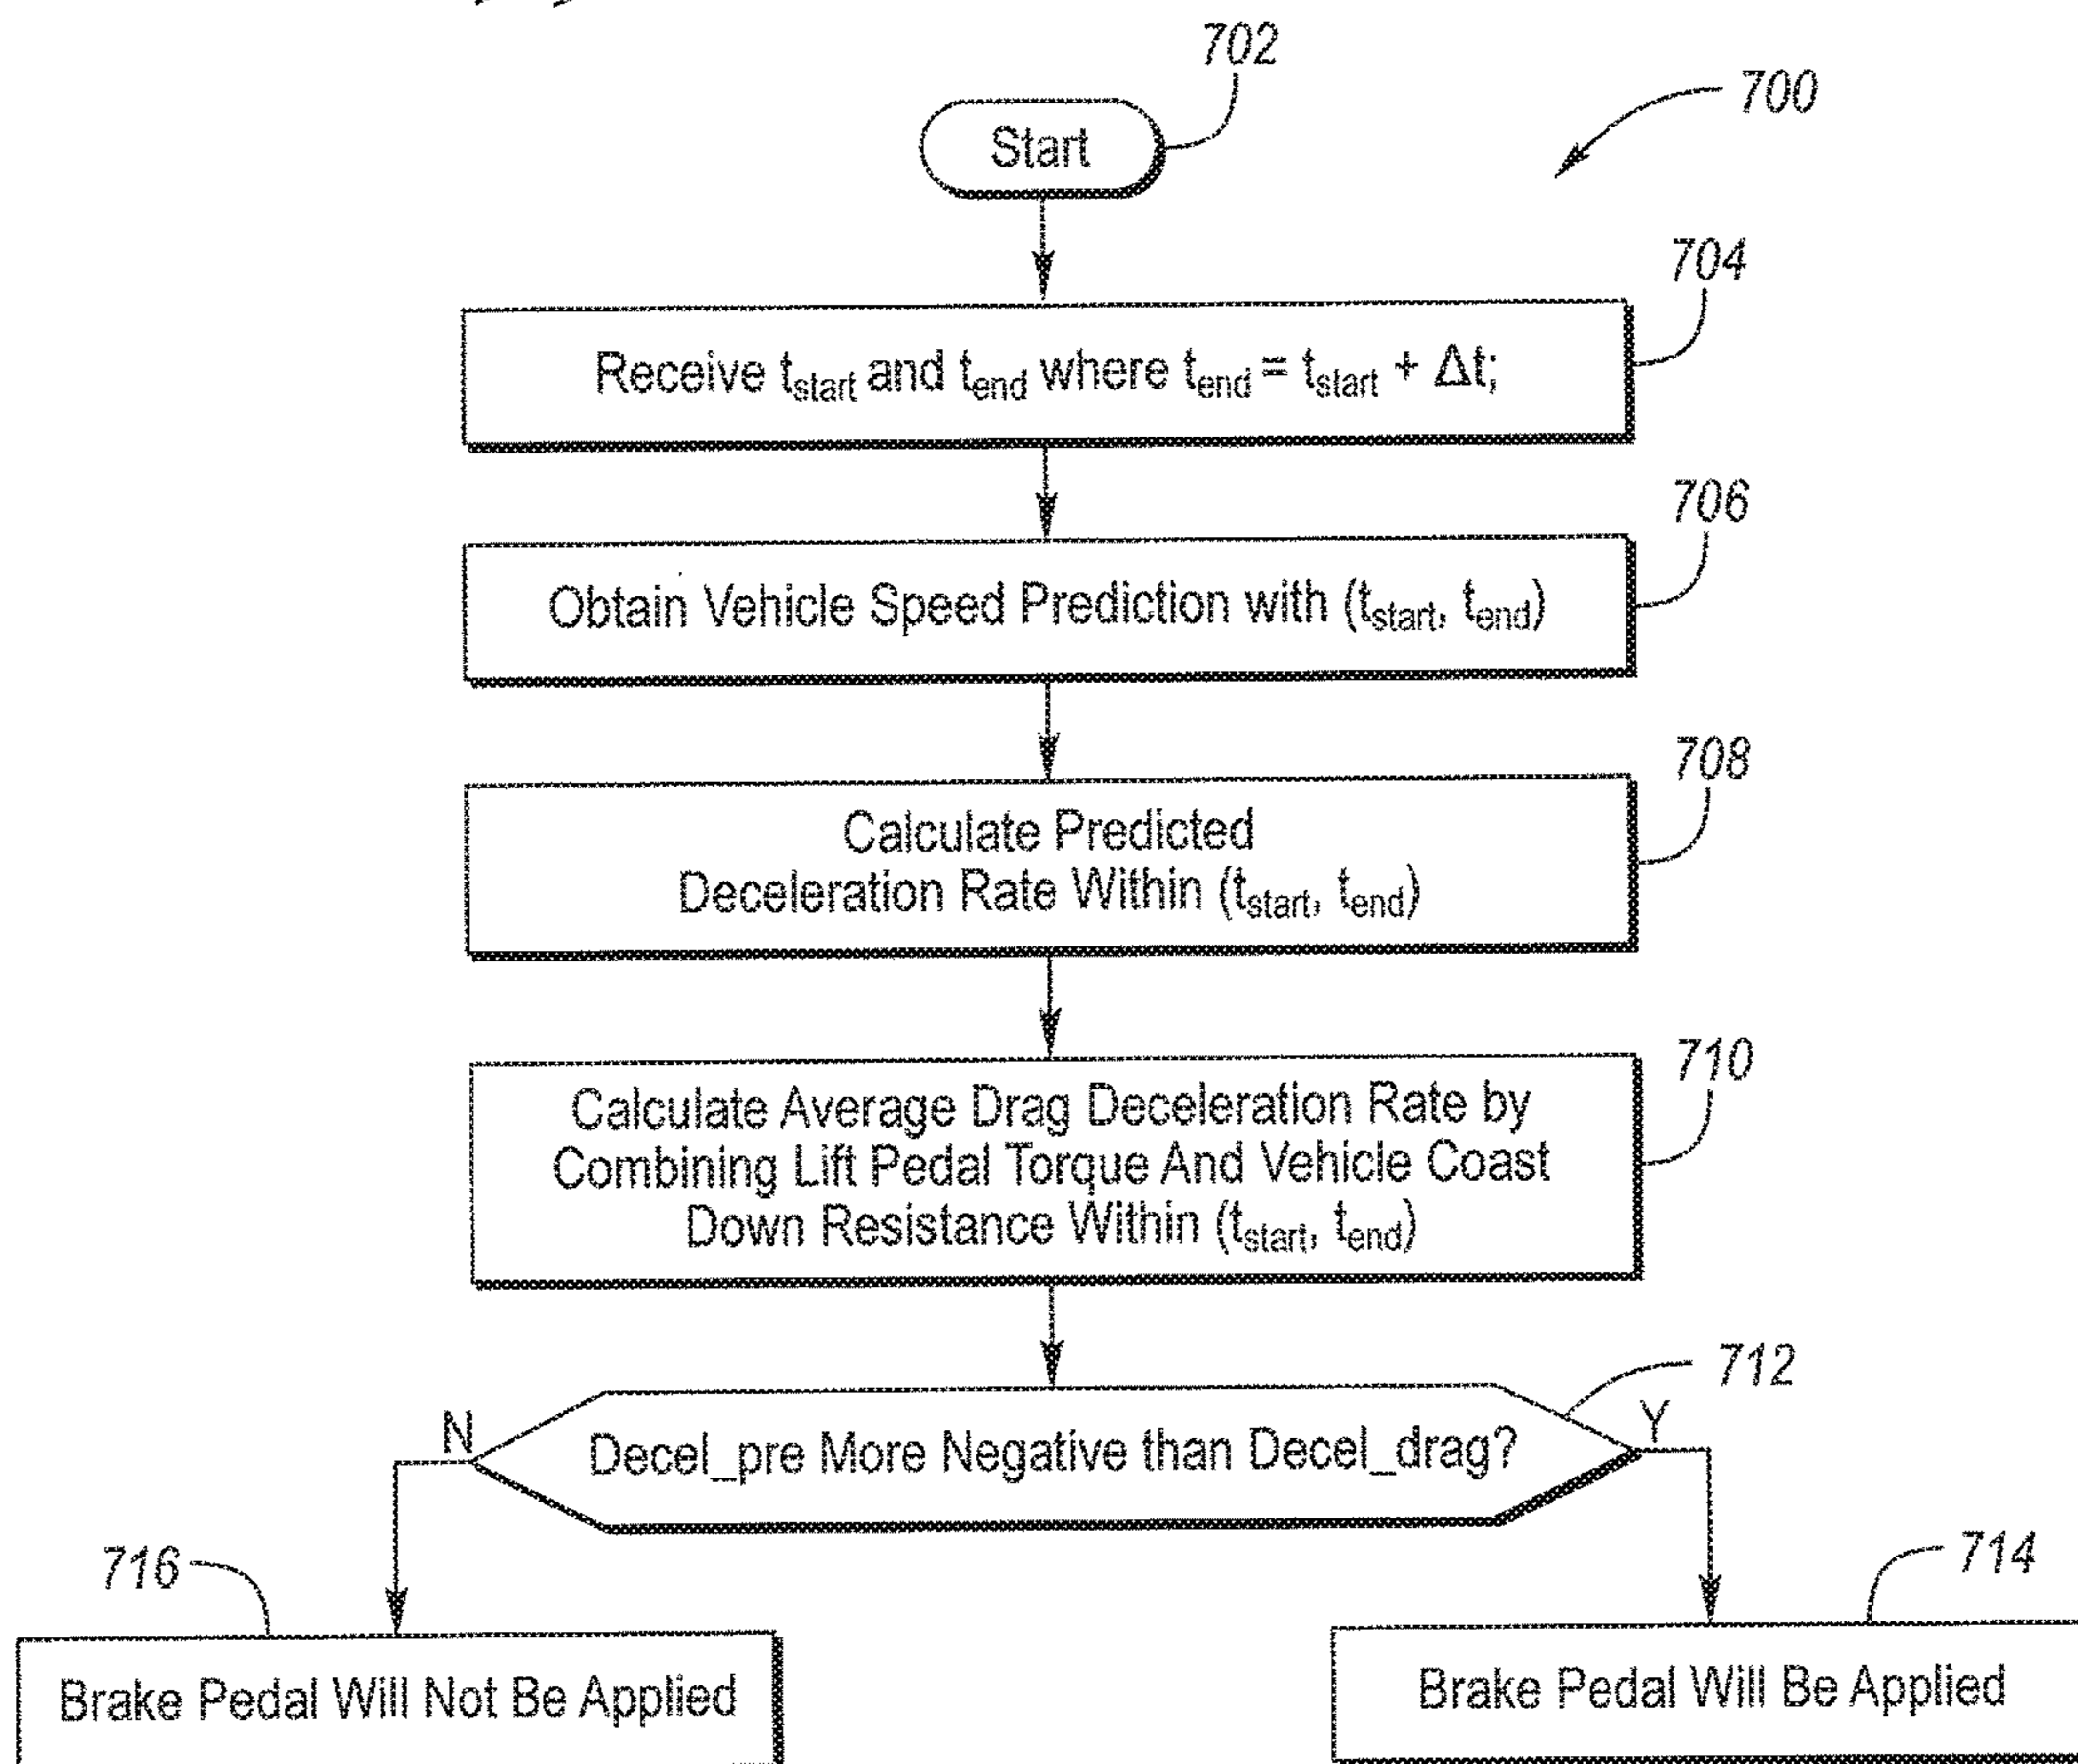 702
700
Start
704
Receive tstart and tend where tend = tstart + Δt;
706
Obtain Vehicle Speed Prediction with (tstart, tend)
708
Calculate Predicted
Deceleration Rate Within (tstart, tend)
710
Calculate Average Drag Deceleration Rate by
Combining Lift Pedal Torque And Vehicle Coast
Down Resistance Within (tstart, tend)
712
N
Y
Decel_pre More Negative than Decel_drag?
716
714
Brake Pedal Will Not Be Applied
Brake Pedal Will Be Applied